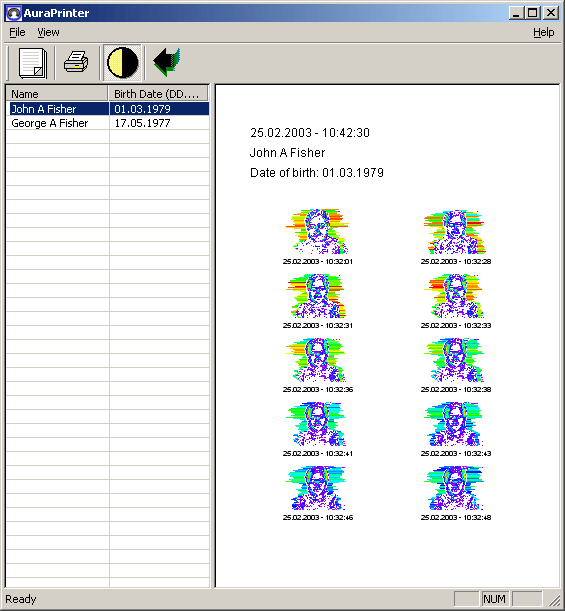 AuraPrinter
File View Help
Name Birth Date (DD....
John A Fisher 01.03.1979
George A Fisher 17.05.1977
25.02.2003 - 10:42:30
John A Fisher
Date of birth: 01.03.1979
25.02.2003 - 10:32:01 25.02.2003 - 10:32:28
25.02.2003 - 10:32:31 25.02.2003 - 10:32:33
25.02.2003 - 10:32:36 25.02.2003 - 10:32:38
25.02.2003 - 10:32:41 25.02.2003 - 10:32:43
25.02.2003 - 10:32:46 25.02.2003 - 10:32:48
Ready NUM